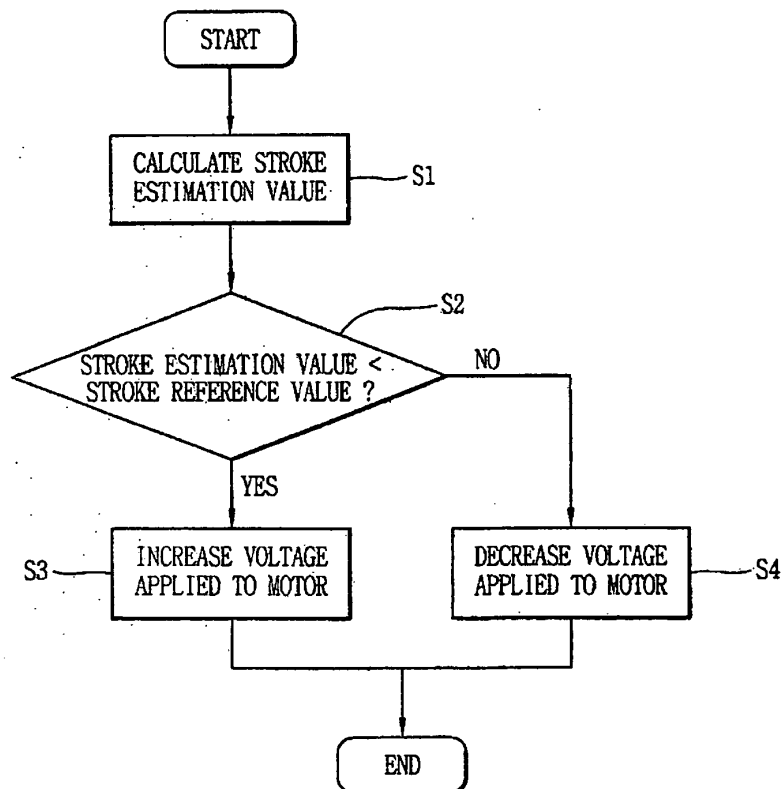 START
CALCULATE STROKE
ESTIMATION VALUE
S1
S2
STROKE ESTIMATION VALUE <
STROKE REFERENCE VALUE ?
NO
YES
S3
INCREASE VOLTAGE
APPLIED TO MOTOR
DECREASE VOLTAGE
APPLIED TO MOTOR
S4
END